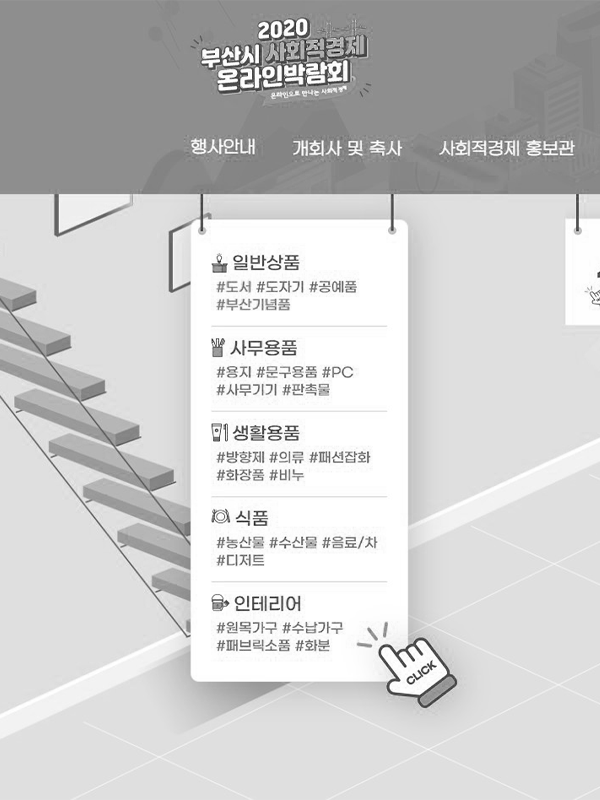 2020
부산시 사회적경제
온라인박람회
온라인으로 만나는 사회적경제
행사안내 개회사 및 축사 사회적경제 홍보관
일반상품
#도서 #도자기 #공예품
#부산기념품
사무용품
#용지 #문구용품 #PC
#사무기기 #판촉물
생활용품
#방향제 #의류 #패션잡화
#화장품 #비누
식품
#농산물 #수산물 #음료/차
#디저트
인테리어
#원목가구 #수납가구
#패브릭소품 #화분
CLICK